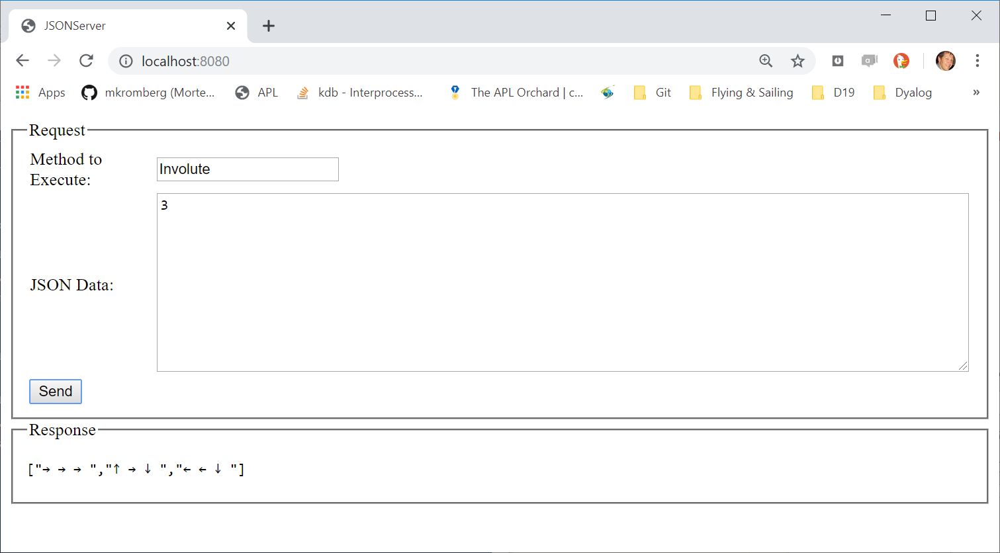 JSONServer
localhost:8080
Apps mkromberg (Morte... APL kdb - Interprocess... The APL Orchard | c... Git Flying & Sailing D19 Dyalog »
Request
Method to
Execute:
Involute
3
JSON Data:
Send
Response
["→ → → ","↑ → ↓ ","← ← ↓ "]